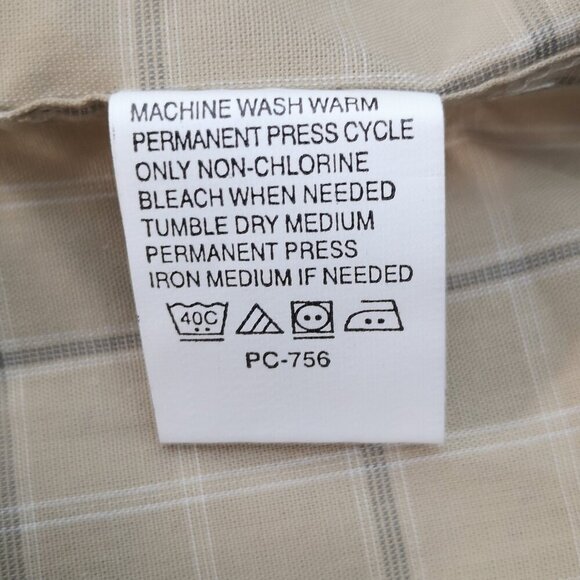 MACHINE WASH WARM
PERMANENT PRESS CYCLE
ONLY NON-CHLORINE
BLEACH WHEN NEEDED
TUMBLE DRY MEDIUM
PERMANENT PRESS
IRON MEDIUM IF NEEDED
40C
PC-756